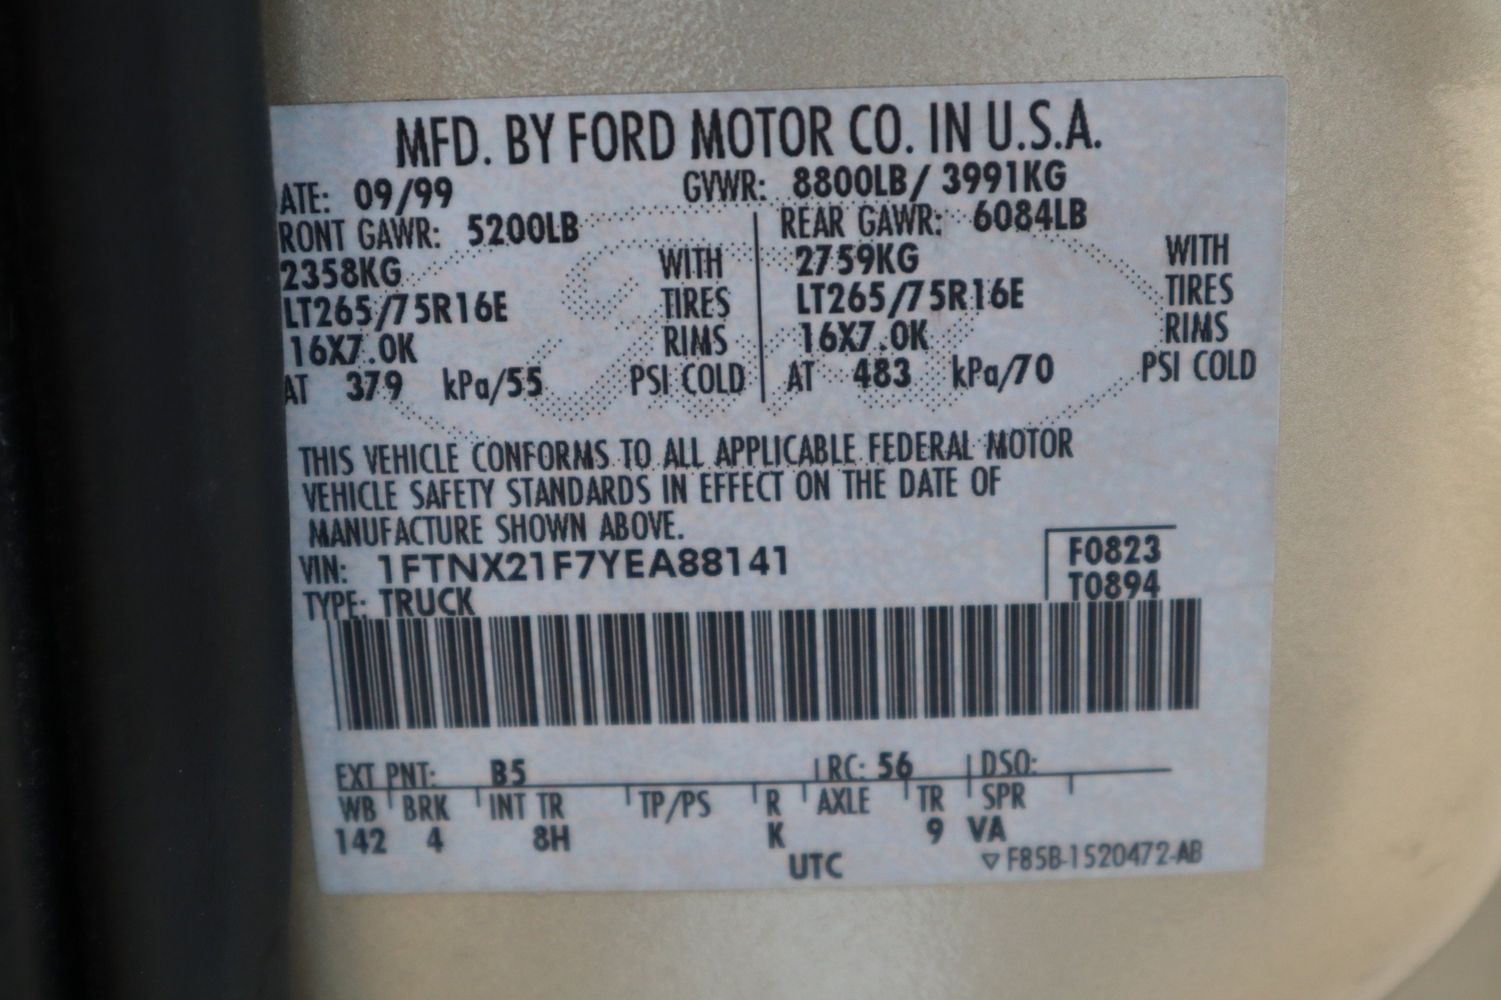 MFD. BY FORD MOTOR CO. IN U.S.A.
ATE: 09/99 GVWR: 8800LB/ 3991KG
RONT GAWR: 5200LB REAR GAWR: 6084LB
2358KG WITH 2759KG WITH
LT265/75R16E TIRES LT265/75R16E TIRES
16X7.0K RIMS 16X7.0K RIMS
AT 379 kPa/55 PSI COLD AT 483 kPa/70 PSI COLD
THIS VEHICLE CONFORMS TO ALL APPLICABLE FEDERAL MOTOR
VEHICLE SAFETY STANDARDS IN EFFECT ON THE DATE OF
MANUFACTURE SHOWN ABOVE.
VIN: 1FTNX21F7YEA88141 F0823
TYPE: TRUCK T0894
EXT PNT: B5 RC: 56 DSO:
WB BRK INT TR TP/PS R AXLE TR SPR
142 4 8H K 9 VA
UTC ▽ F85B-1520472-AB